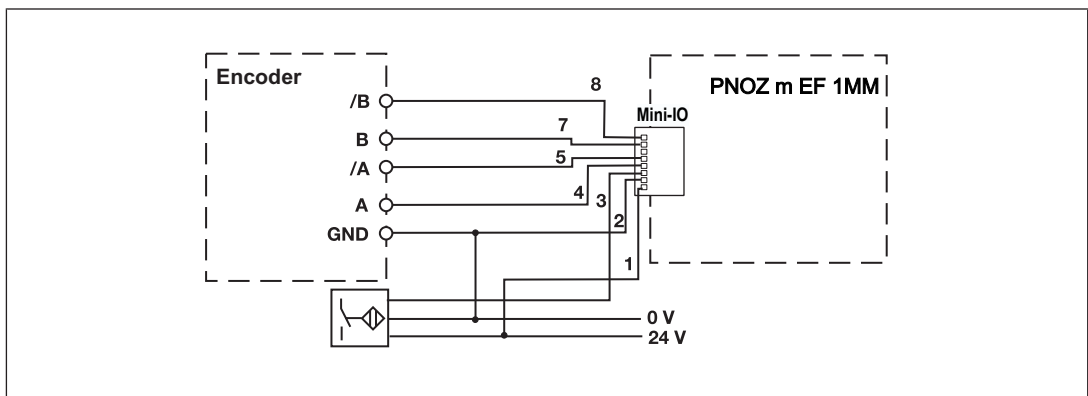 Encoder
PNOZ m EF 1MM
Mini-IO
/B
8
B
7
/A
5
A
4
3
GND
2
1
0 V
24 V